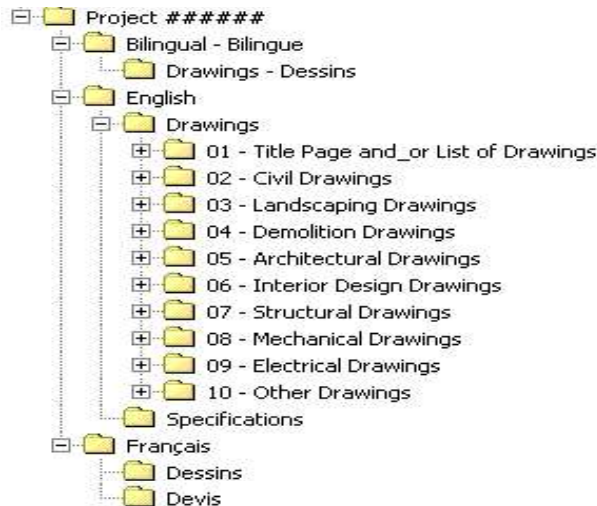 Project ######
Bilingual - Bilingue
Drawings - Dessins
English
Drawings
01 - Title Page and_or List of Drawings
02 - Civil Drawings
03 - Landscaping Drawings
04 - Demolition Drawings
05 - Architectural Drawings
06 - Interior Design Drawings
07 - Structural Drawings
08 - Mechanical Drawings
09 - Electrical Drawings
10 - Other Drawings
Specifications
Français
Dessins
Devis